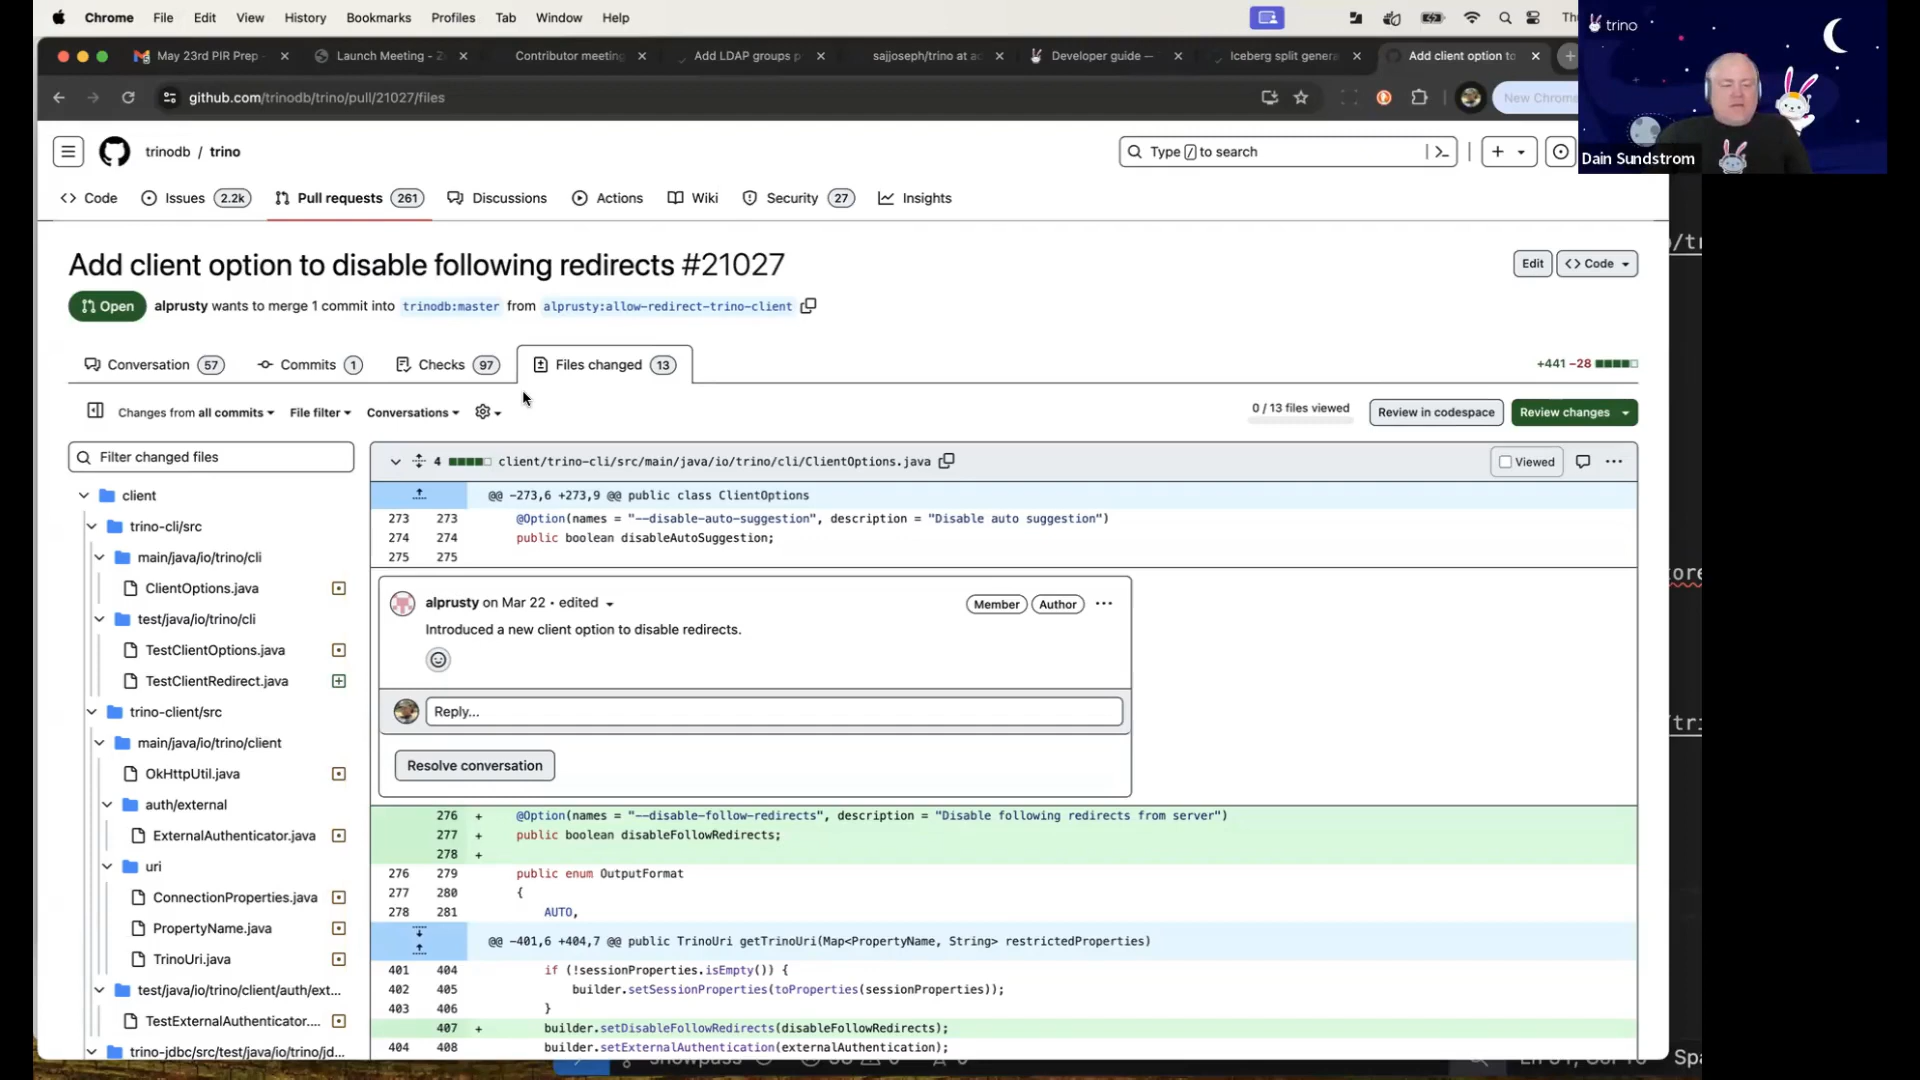 Chrome File Edit View History Bookmarks Profiles Tab Window Help
May 23rd PIR Prep Launch Meeting - Z Contributor meeting Add LDAP groups p sajjoseph/trino at ac Developer guide — Iceberg split genera Add client option to
github.com/trinodb/trino/pull/21027/files New Chrom
trino
Dain Sundstrom
trinodb / trino Type / to search
Code Issues 2.2k Pull requests 261 Discussions Actions Wiki Security 27 Insights
Add client option to disable following redirects #21027 Edit <> Code
Open alprusty wants to merge 1 commit into trinodb:master from alprusty:allow-redirect-trino-client
Conversation 57 Commits 1 Checks 97 Files changed 13 +441 −28
Changes from all commits File filter Conversations 0 / 13 files viewed Review in codespace Review changes
Filter changed files
client
trino-cli/src
main/java/io/trino/cli
ClientOptions.java
test/java/io/trino/cli
TestClientOptions.java
TestClientRedirect.java
trino-client/src
main/java/io/trino/client
OkHttpUtil.java
auth/external
ExternalAuthenticator.java
uri
ConnectionProperties.java
PropertyName.java
TrinoUri.java
test/java/io/trino/client/auth/ext...
TestExternalAuthenticator....
trino-jdbc/src/test/java/io/trino/jd...
4 client/trino-cli/src/main/java/io/trino/cli/ClientOptions.java Viewed
@@ -273,6 +273,9 @@ public class ClientOptions
273 273 @Option(names = "--disable-auto-suggestion", description = "Disable auto suggestion")
274 274 public boolean disableAutoSuggestion;
275 275
alprusty on Mar 22 • edited Member Author
Introduced a new client option to disable redirects.
Reply...
Resolve conversation
276 + @Option(names = "--disable-follow-redirects", description = "Disable following redirects from server")
277 + public boolean disableFollowRedirects;
278 +
276 279 public enum OutputFormat
277 280 {
278 281 AUTO,
@@ -401,6 +404,7 @@ public TrinoUri getTrinoUri(Map<PropertyName, String> restrictedProperties)
401 404 if (!sessionProperties.isEmpty()) {
402 405 builder.setSessionProperties(toProperties(sessionProperties));
403 406 }
407 + builder.setDisableFollowRedirects(disableFollowRedirects);
404 408 builder.setExternalAuthentication(externalAuthentication);